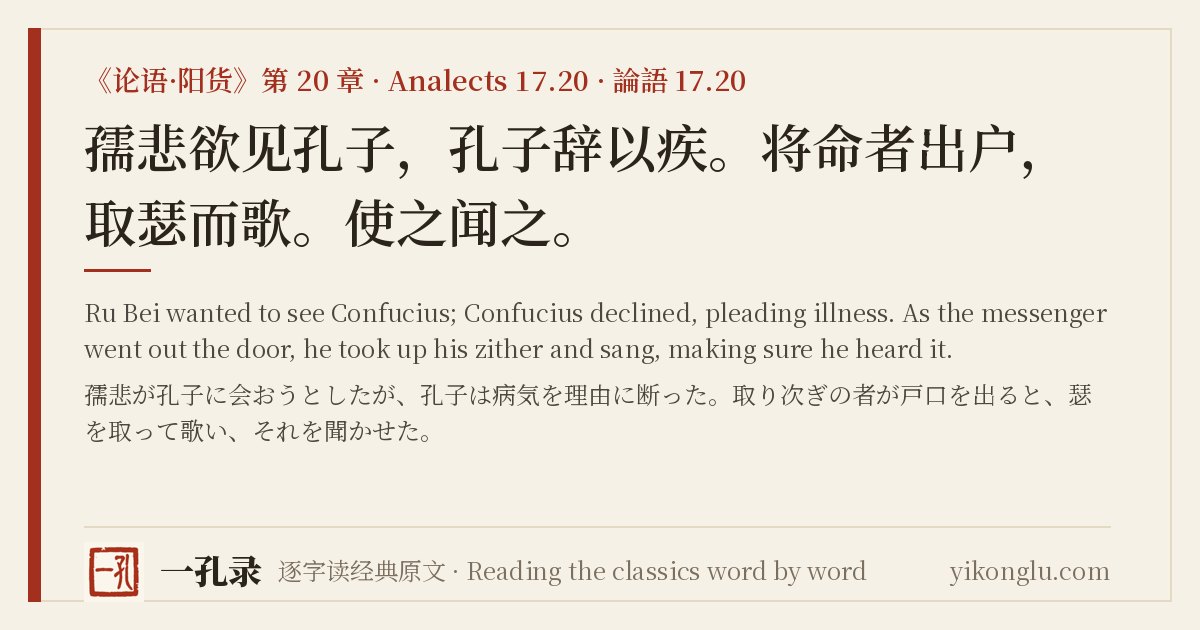 《论语·阳货》第 20 章 · Analects 17.20 · 論語 17.20
孺悲欲见孔子，孔子辞以疾。将命者出户，
取瑟而歌。使之闻之。
Ru Bei wanted to see Confucius; Confucius declined, pleading illness. As the messenger
went out the door, he took up his zither and sang, making sure he heard it.
孺悲が孔子に会おうとしたが、孔子は病気を理由に断った。取り次ぎの者が戸口を出ると、瑟
を取って歌い、それを聞かせた。
一孔
一孔录 逐字读经典原文 · Reading the classics word by word yikonglu.com